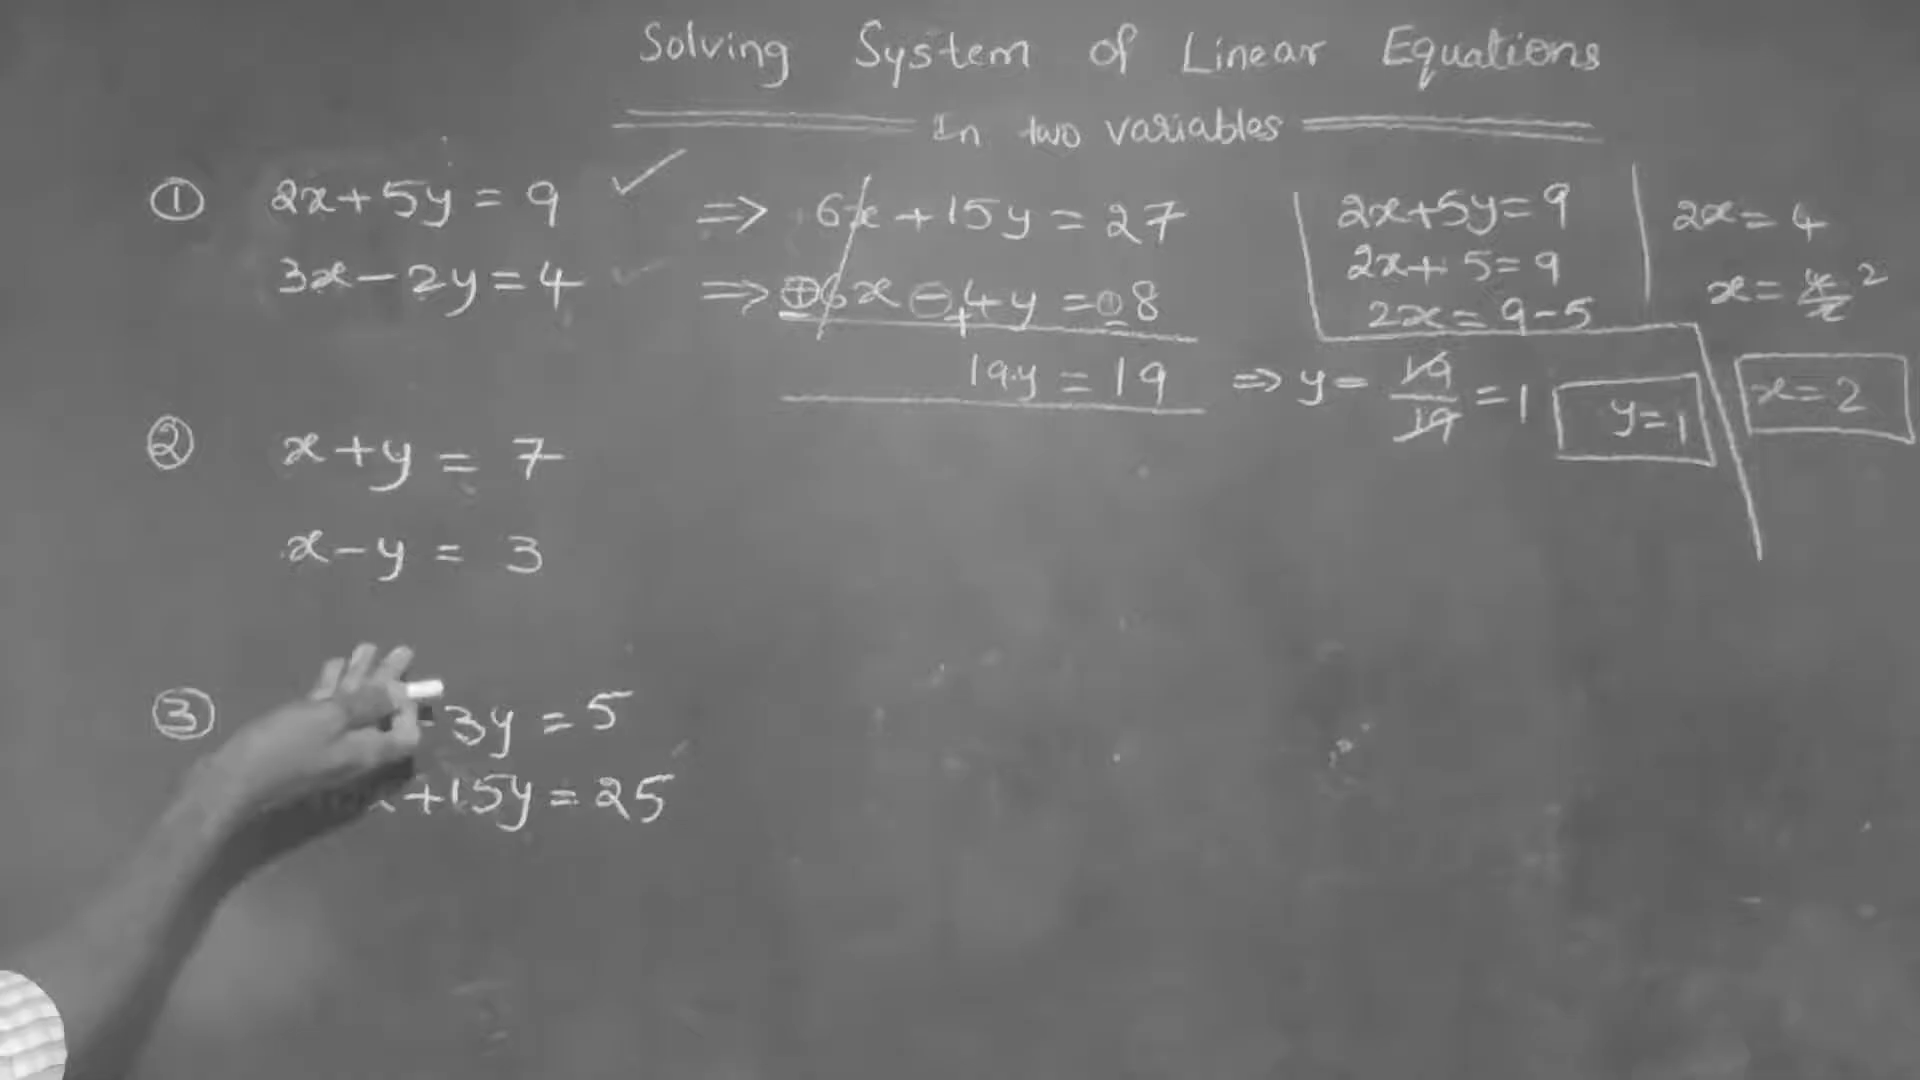 Solving System of Linear Equations
In two variables
① 2x+5y=9 ✓ => 6x+15y=27
3x-2y=4 ✓ => ⊕6x ⊖ 4y = ⊕8
- + -
19y=19 => y= 19/19 =1 y=1
2x+5y=9
2x+5=9
2x=9-5
2x=4
x=4/2 2
x=2
② x+y=7
x-y=3
③ -3y=5
x+15y=25